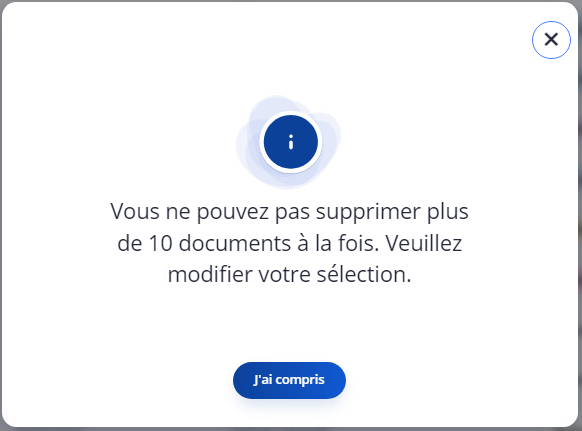 Vous ne pouvez pas supprimer plus
de 10 documents à la fois. Veuillez
modifier votre sélection.
J'ai compris